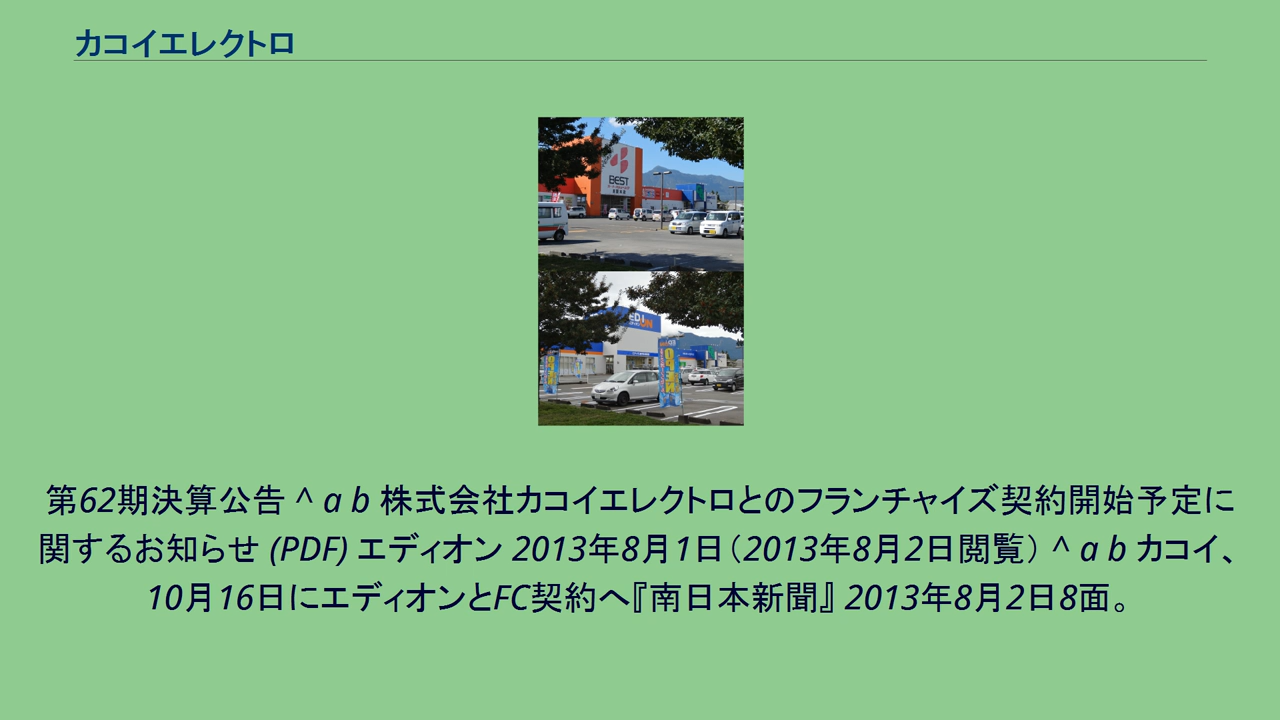 カコイエレクトロ
BEST
EDION
OPEN
第62期決算公告 ^ a b 株式会社カコイエレクトロとのフランチャイズ契約開始予定に
関するお知らせ (PDF) エディオン 2013年8月1日（2013年8月2日閲覧） ^ a b カコイ、
10月16日にエディオンとFC契約へ『南日本新聞』 2013年8月2日8面。